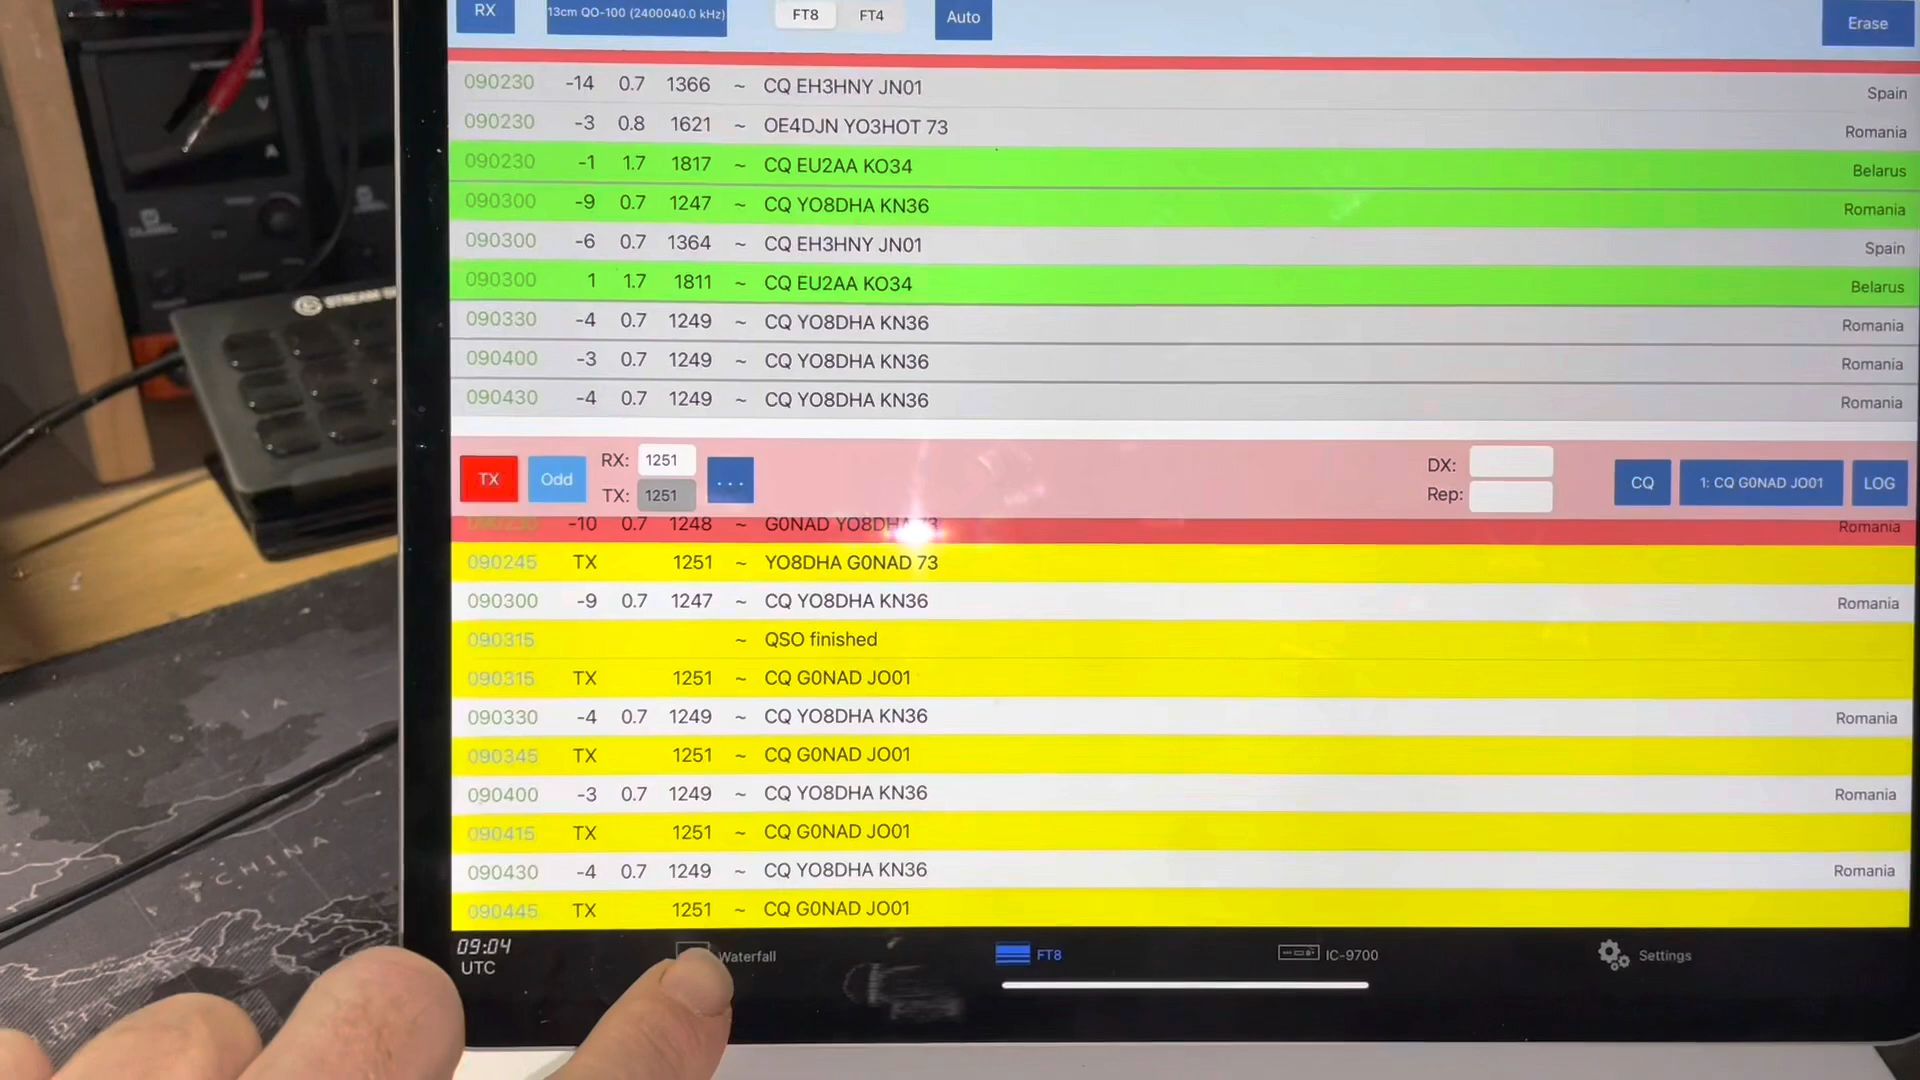 RX 13cm QO-100 (2400040.0 kHz) FT8 FT4 Auto Erase
090230 -14 0.7 1366 ~ CQ EH3HNY JN01 Spain
090230 -3 0.8 1621 ~ OE4DJN YO3HOT 73 Romania
090230 -1 1.7 1817 ~ CQ EU2AA KO34 Belarus
090300 -9 0.7 1247 ~ CQ YO8DHA KN36 Romania
090300 -6 0.7 1364 ~ CQ EH3HNY JN01 Spain
090300 1 1.7 1811 ~ CQ EU2AA KO34 Belarus
090330 -4 0.7 1249 ~ CQ YO8DHA KN36 Romania
090400 -3 0.7 1249 ~ CQ YO8DHA KN36 Romania
090430 -4 0.7 1249 ~ CQ YO8DHA KN36 Romania
TX Odd RX: 1251 ... DX: CQ 1: CQ G0NAD JO01 LOG
TX: 1251 Rep:
090230 -10 0.7 1248 ~ G0NAD YO8DHA 73 Romania
090245 TX 1251 ~ YO8DHA G0NAD 73
090300 -9 0.7 1247 ~ CQ YO8DHA KN36 Romania
090315 ~ QSO finished
090315 TX 1251 ~ CQ G0NAD JO01
090330 -4 0.7 1249 ~ CQ YO8DHA KN36 Romania
090345 TX 1251 ~ CQ G0NAD JO01
090400 -3 0.7 1249 ~ CQ YO8DHA KN36 Romania
090415 TX 1251 ~ CQ G0NAD JO01
090430 -4 0.7 1249 ~ CQ YO8DHA KN36 Romania
090445 TX 1251 ~ CQ G0NAD JO01
09:04 UTC Waterfall FT8 IC-9700 Settings
STREAM
V
A
RUSSIA
CHINA